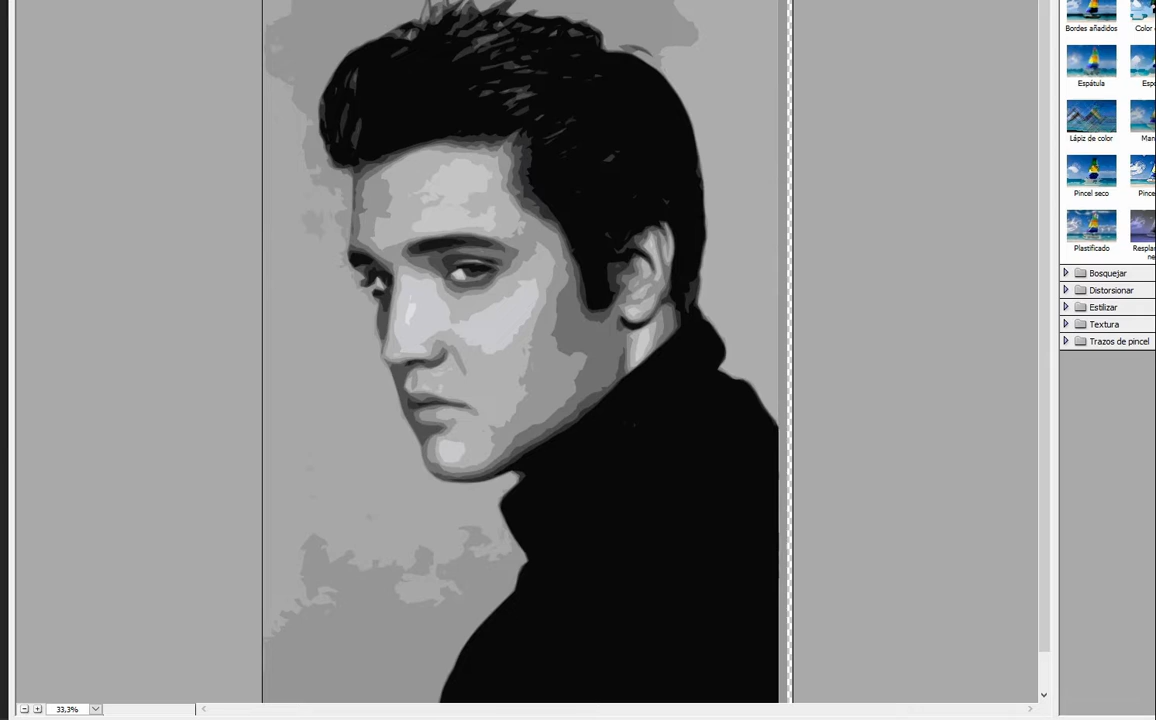 Bordes añadidos
Color
Espátula
Lápiz de color
Pincel seco
Plastificado
Bosquejar
Distorsionar
Estilizar
Textura
Trazos de pincel
33,3%